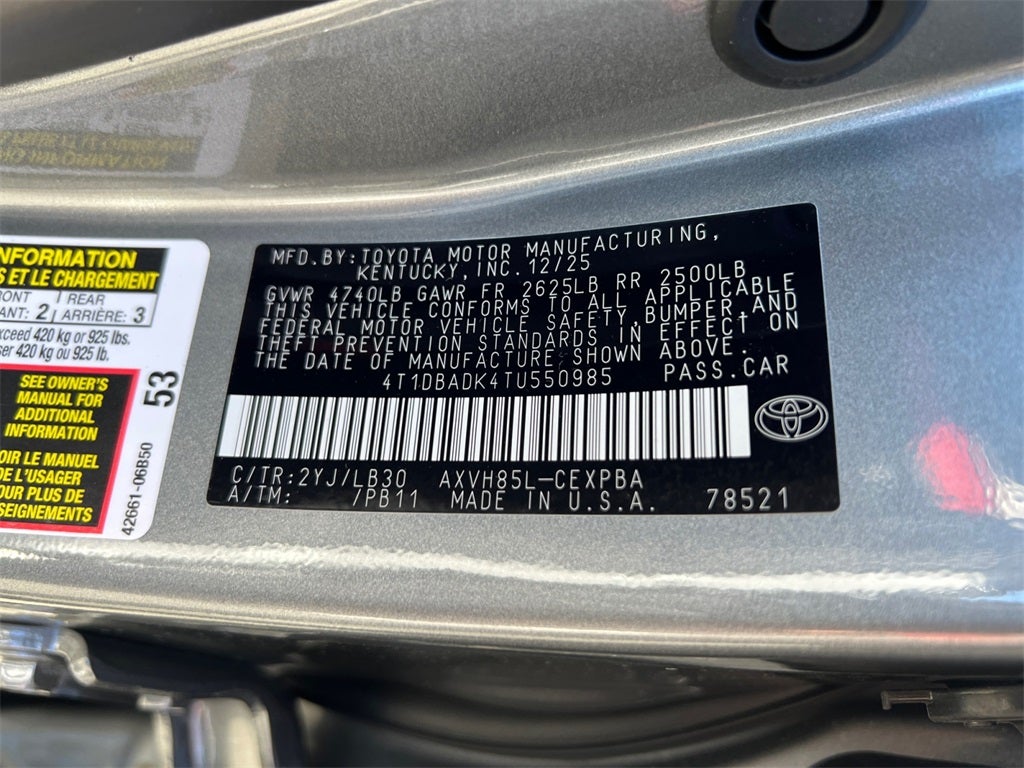 INFORMATION
S ET LE CHARGEMENT
RONT
REAR
ANT: 2
ARRIÈRE: 3
exceed 420 kg or 925 lbs.
ser 420 kg ou 925 lb.
SEE OWNER'S
MANUAL FOR
ADDITIONAL
INFORMATION
OIR LE MANUEL
DE L'USAGER
POUR PLUS DE
SEIGNEMENTS
53
42661-06B50
MFD.BY:TOYOTA MOTOR MANUFACTURING,
KENTUCKY,INC.12/25
GVWR 4740LB GAWR FR 2625LB RR 2500LB
THIS VEHICLE CONFORMS TO ALL APPLICABLE
FEDERAL MOTOR VEHICLE SAFETY,BUMPER,AND
THEFT PREVENTION STANDARDS IN EFFECT ON
THE DATE OF MANUFACTURE SHOWN ABOVE.
4T1DBADK4TU550985 PASS.CAR
C/TR:2YJ/LB30 AXVH85L-CEXPBA
A/TM: /PB11 MADE IN U.S.A. 78521